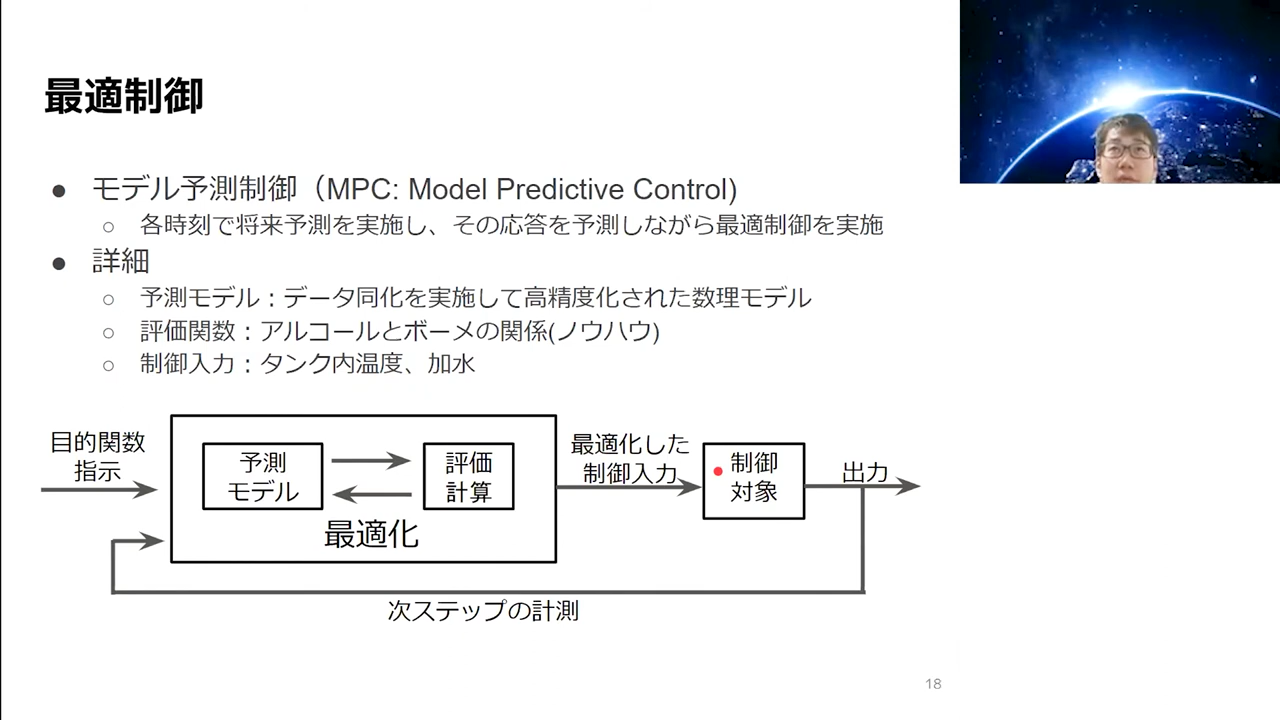 最適制御
● モデル予測制御（MPC: Model Predictive Control)
○ 各時刻で将来予測を実施し、その応答を予測しながら最適制御を実施
● 詳細
○ 予測モデル：データ同化を実施して高精度化された数理モデル
○ 評価関数：アルコールとボーメの関係(ノウハウ)
○ 制御入力：タンク内温度、加水
目的関数
指示
予測
モデル
評価
計算
最適化
最適化した
制御入力
制御
対象
出力
次ステップの計測
18